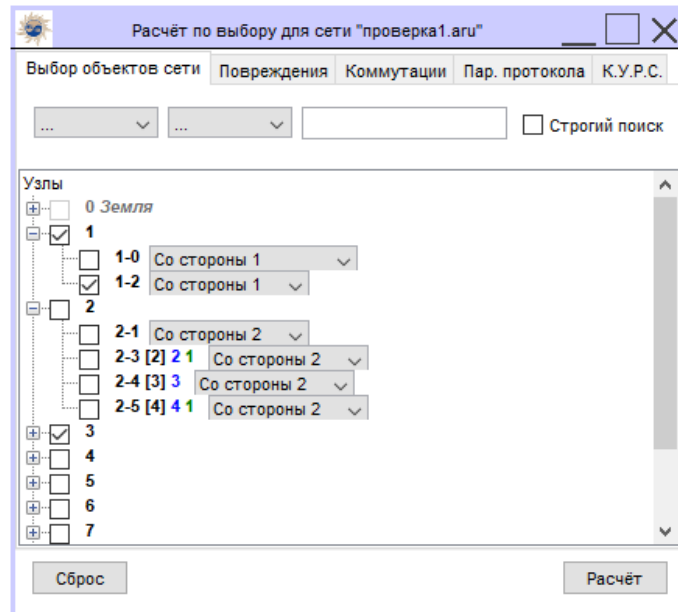 Расчёт по выбору для сети "проверка1.aru"
Выбор объектов сети Повреждения Коммутации Пар. протокола К.У.Р.С.
... ... Строгий поиск
Узлы
0 Земля
1
1-0 Со стороны 1
1-2 Со стороны 1
2
2-1 Со стороны 2
2-3 [2] 2 1 Со стороны 2
2-4 [3] 3 Со стороны 2
2-5 [4] 4 1 Со стороны 2
3
4
5
6
7
Сброс Расчёт